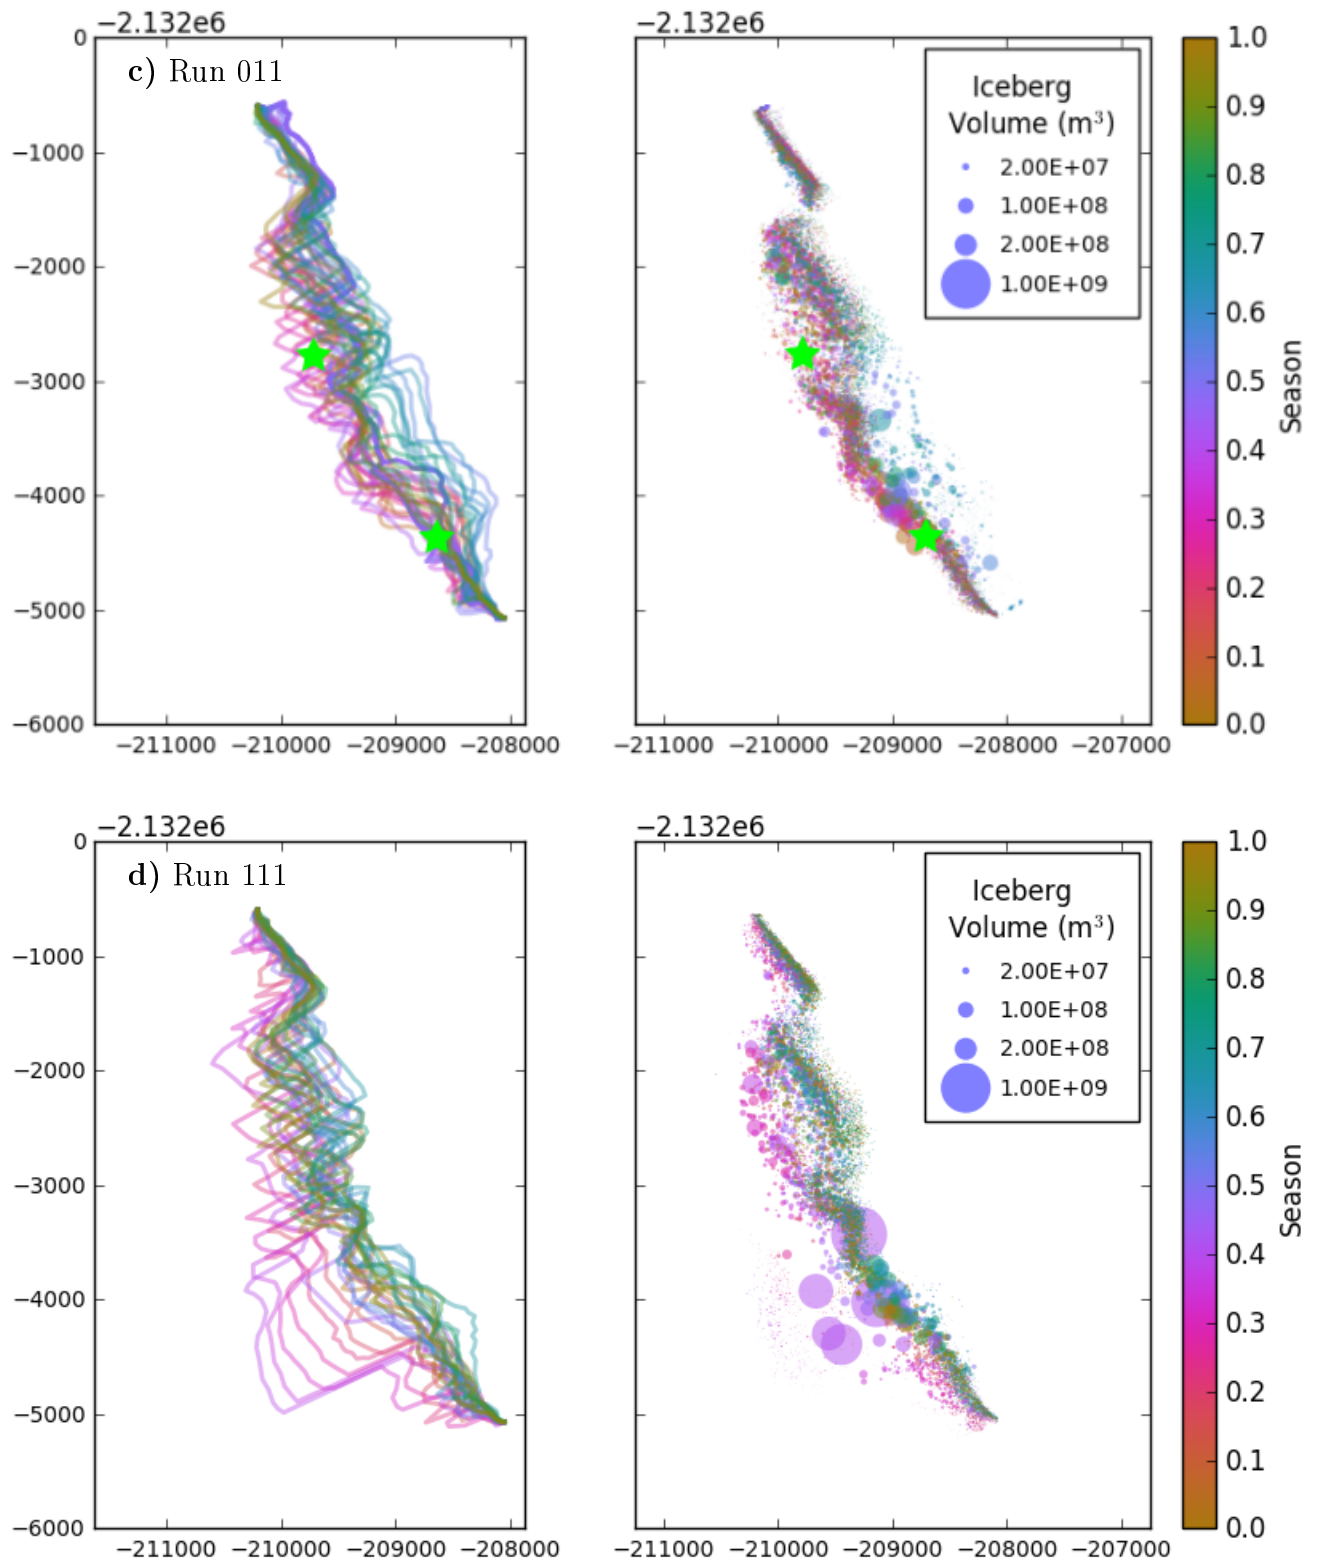 −2.132e6
−2.132e6
c) Run 011
0
−1000
−2000
−3000
−4000
−5000
−6000
−211000 −210000 −209000 −208000
Iceberg
Volume (m³)
2.00E+07
1.00E+08
2.00E+08
1.00E+09
−211000 −210000 −209000 −208000 −207000
1.0
0.9
0.8
0.7
0.6
0.5
0.4
0.3
0.2
0.1
0.0
Season
−2.132e6
−2.132e6
d) Run 111
0
−1000
−2000
−3000
−4000
−5000
−6000
−211000 −210000 −209000 −208000
Iceberg
Volume (m³)
2.00E+07
1.00E+08
2.00E+08
1.00E+09
−211000 −210000 −209000 −208000 −207000
1.0
0.9
0.8
0.7
0.6
0.5
0.4
0.3
0.2
0.1
0.0
Season